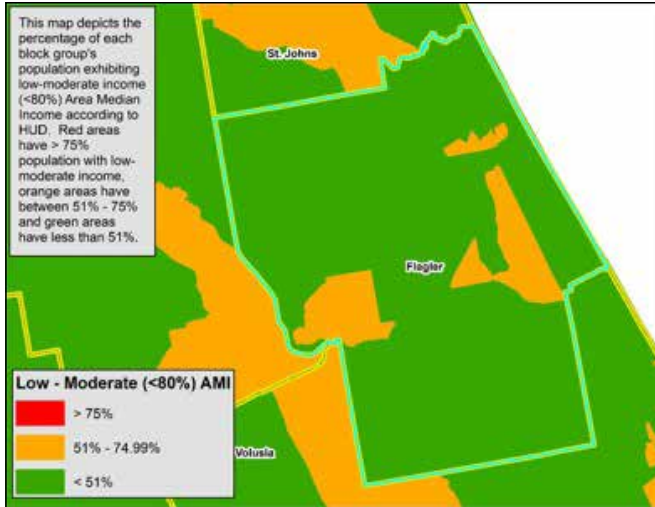 This map depicts the
percentage of each
block group's
population exhibiting
low-moderate income
(<80%) Area Median
Income according to
HUD. Red areas
have > 75%
population with low-
moderate income,
orange areas have
between 51% - 75%
and green areas
have less than 51%.
St. Johns
Flagler
Volusia
Low - Moderate (<80%) AMI
> 75%
51% - 74.99%
< 51%